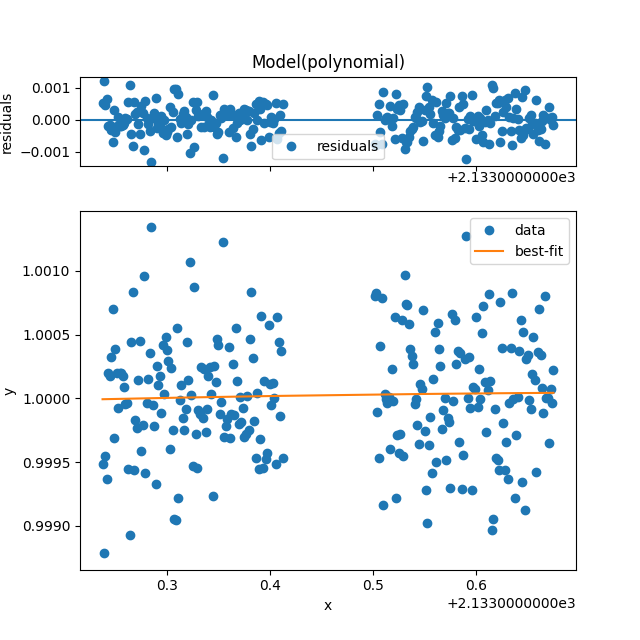 Model(polynomial)
0.001
0.000
−0.001
residuals
residuals
+2.1330000000e3
1.0010
1.0005
1.0000
0.9995
0.9990
y
data
best-fit
0.3
0.4
0.5
0.6
x
+2.1330000000e3